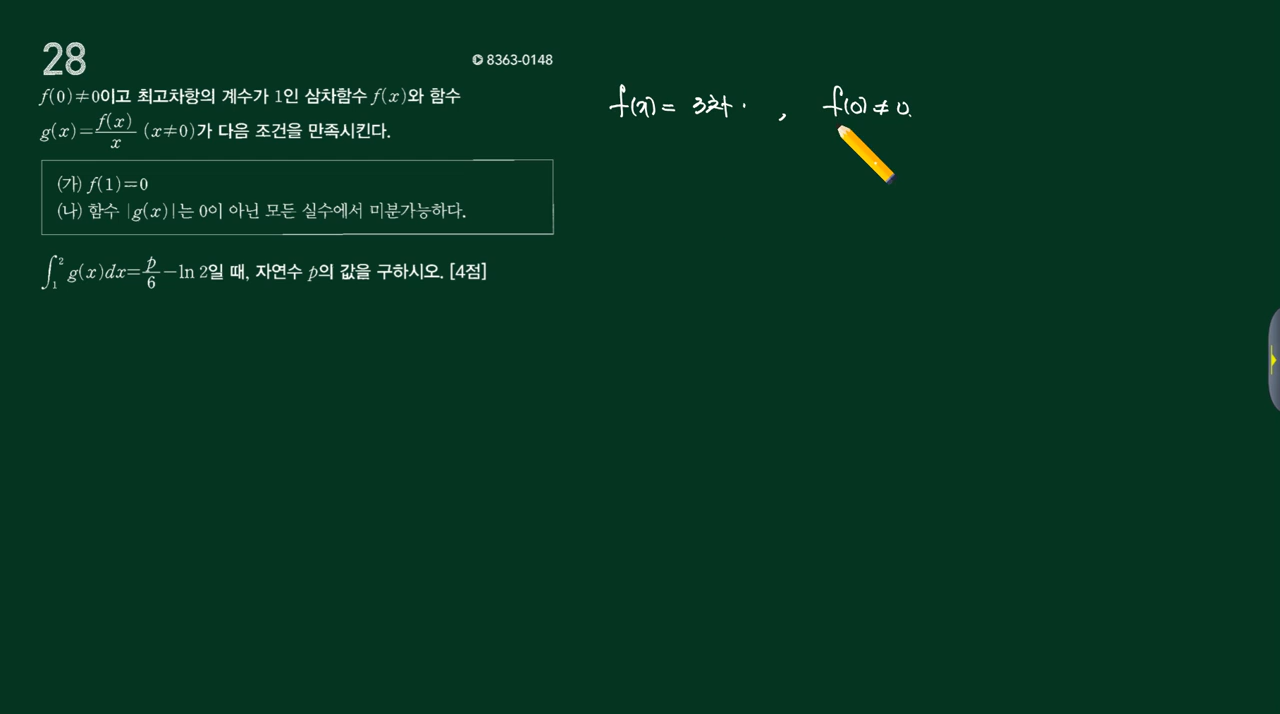 28
8363-0148
f(0)≠0이고 최고차항의 계수가 1인 삼차함수 f(x)와 함수
g(x)=f(x)/x (x≠0)가 다음 조건을 만족시킨다.
(가) f(1)=0
(나) 함수 |g(x)|는 0이 아닌 모든 실수에서 미분가능하다.
∫₁² g(x)dx=p/6-ln 2일 때, 자연수 p의 값을 구하시오. [4점]
f(x) = 3차 , f(0) ≠ 0.